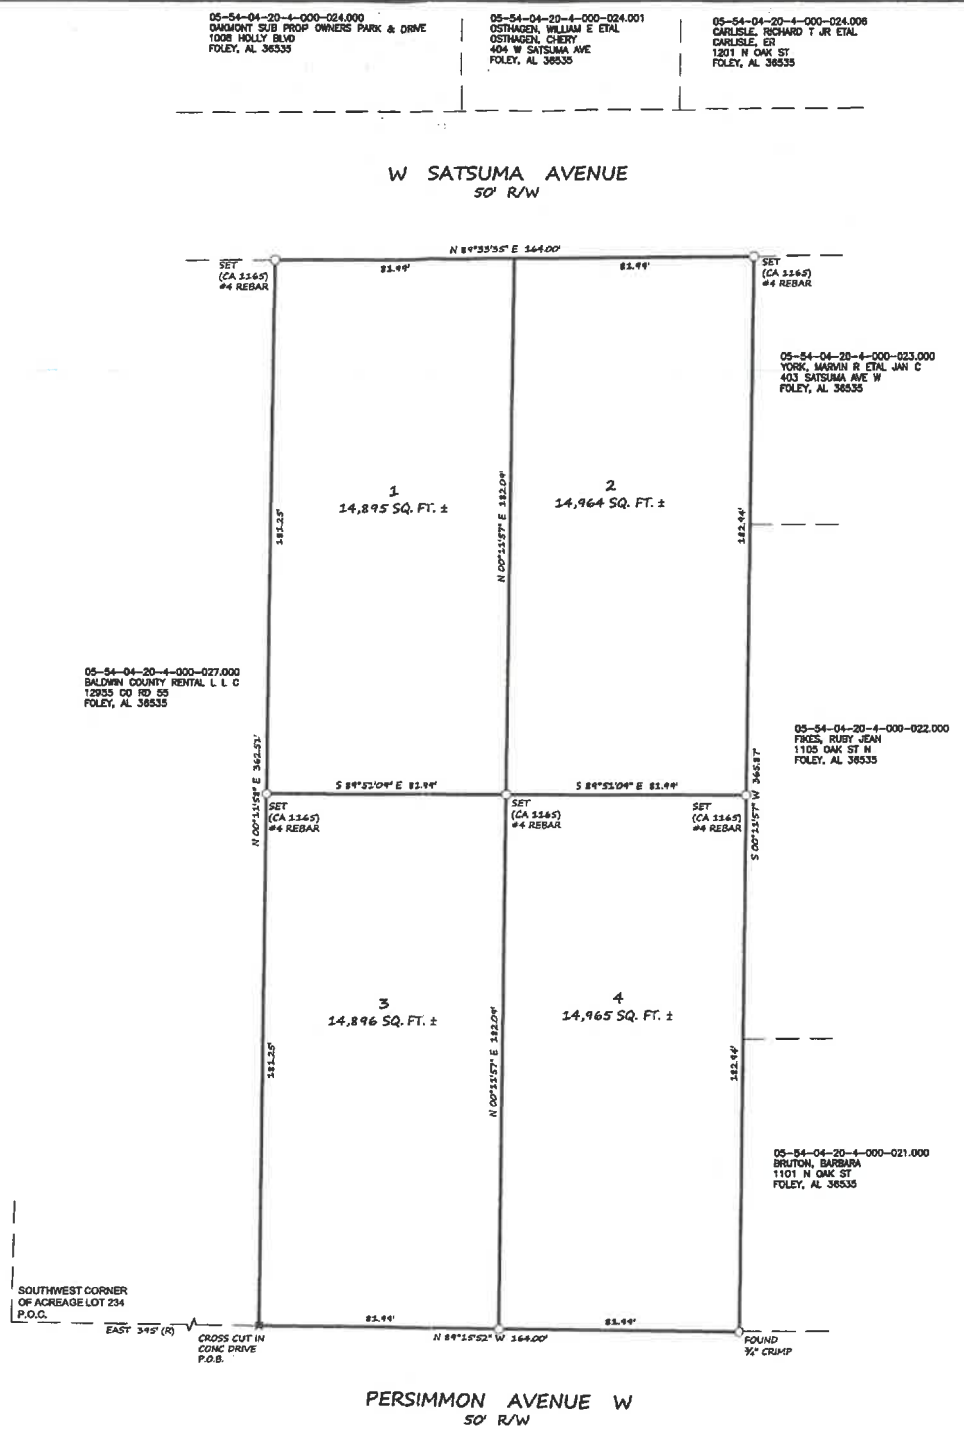 05-54-04-20-4-000-024.000
OAKMONT SUB PROP OWNERS PARK & DRIVE
1008 HOLLY BLVD
FOLEY, AL 36535
05-54-04-20-4-000-024.001
OSTHAGEN, WILLIAM E ETAL
OSTHAGEN, CHERY
404 W SATSUMA AVE
FOLEY, AL 36535
05-54-04-20-4-000-024.006
CARLISLE, RICHARD T JR ETAL
CARLISLE, ER
1201 N OAK ST
FOLEY, AL 36535
W SATSUMA AVENUE
50' R/W
N 89°33'35" E 164.00'
81.99'
81.99'
SET
(CA 1165)
#4 REBAR
SET
(CA 1165)
#4 REBAR
05-54-04-20-4-000-023.000
YORK, MARVIN R ETAL JAN C
403 SATSUMA AVE W
FOLEY, AL 36535
1
14,895 SQ. FT. ±
2
14,964 SQ. FT. ±
181.25'
N 00°11'57" E 182.09'
182.94'
05-54-04-20-4-000-027.000
BALDWIN COUNTY RENTAL L L C
12955 CO RD 55
FOLEY, AL 36535
05-54-04-20-4-000-022.000
FIKES, RUBY JEAN
1105 OAK ST N
FOLEY, AL 36535
N 00°11'58" E 362.51'
S 89°51'09" E 81.99'
S 89°51'09" E 81.99'
S 00°11'57" W 365.87'
SET
(CA 1165)
#4 REBAR
SET
(CA 1165)
#4 REBAR
SET
(CA 1165)
#4 REBAR
3
14,896 SQ. FT. ±
4
14,965 SQ. FT. ±
181.25'
N 00°11'57" E 182.09'
182.94'
05-54-04-20-4-000-021.000
BRUTON, BARBARA
1101 N OAK ST
FOLEY, AL 36535
SOUTHWEST CORNER
OF ACREAGE LOT 234
P.O.C.
EAST 395' (R)
CROSS CUT IN
CONC DRIVE
P.O.B.
81.99'
N 89°15'52" W 164.00'
81.99'
FOUND
¾" CRIMP
PERSIMMON AVENUE W
50' R/W